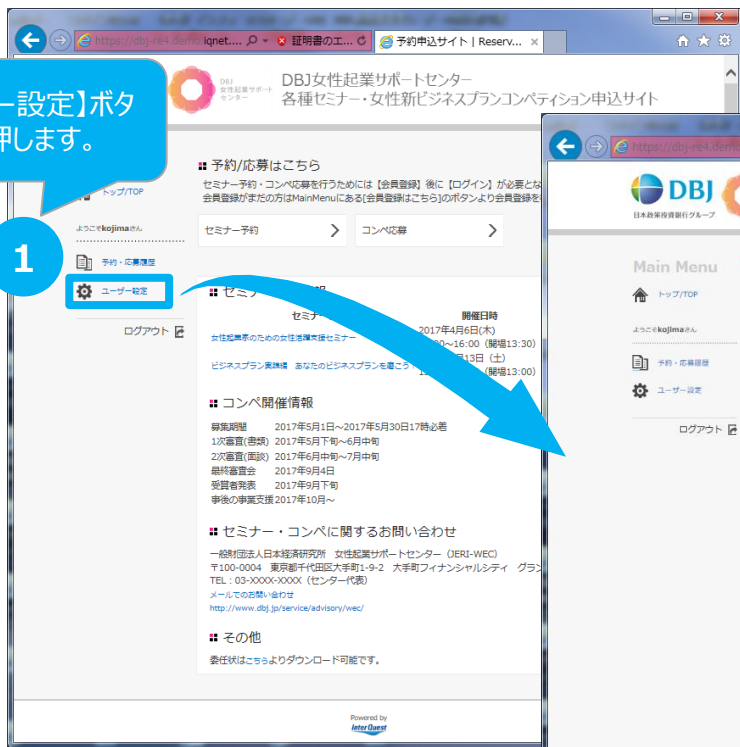 https://dbj-re4.demo.iqnet....
証明書のエ...
予約申込サイト | Reserv...
ー設定】ボタ
押します。
1
DBJ
女性起業サポート
センター
DBJ女性起業サポートセンター
各種セミナー・女性新ビジネスプランコンペティション申込サイト
トップ/TOP
ようこそkojimaさん
予約・応募履歴
ユーザー設定
ログアウト
予約/応募はこちら
セミナー予約・コンペ応募を行うためには【会員登録】後に【ログイン】が必要とな
会員登録がまだの方はMainMenuにある[会員登録はこちら]のボタンより会員登録を
セミナー予約
コンペ応募
セミナ
セミナ
開催日時
女性起業家のための女性活躍支援セミナー
2017年4月6日(木)
～16:00（開場13:30)
ビジネスプラン実践編 あなたのビジネスプランを磨こう
13日（土）
(開場13:00)
コンペ開催情報
募集期間 2017年5月1日～2017年5月30日17時必着
1次審査(書類) 2017年5月下旬～6月中旬
2次審査(面談) 2017年6月中旬～7月中旬
最終審査会 2017年9月4日
受賞者発表 2017年9月下旬
事後の事業支援 2017年10月～
セミナー・コンペに関するお問い合わせ
一般財団法人日本経済研究所 女性起業サポートセンター（JERI-WEC）
〒100-0004 東京都千代田区大手町1-9-2 大手町フィナンシャルシティ グラン
TEL：03-XXXX-XXXX（センター代表）
メールでのお問い合わせ
http://www.dbj.jp/service/advisory/wec/
その他
委任状はこちらよりダウンロード可能です。
Powered by
InterQuest
https://dbj-re4.demo
DBJ
日本政策投資銀行グループ
Main Menu
トップ/TOP
ようこそkojimaさん
予約・応募履歴
ユーザー設定
ログアウト